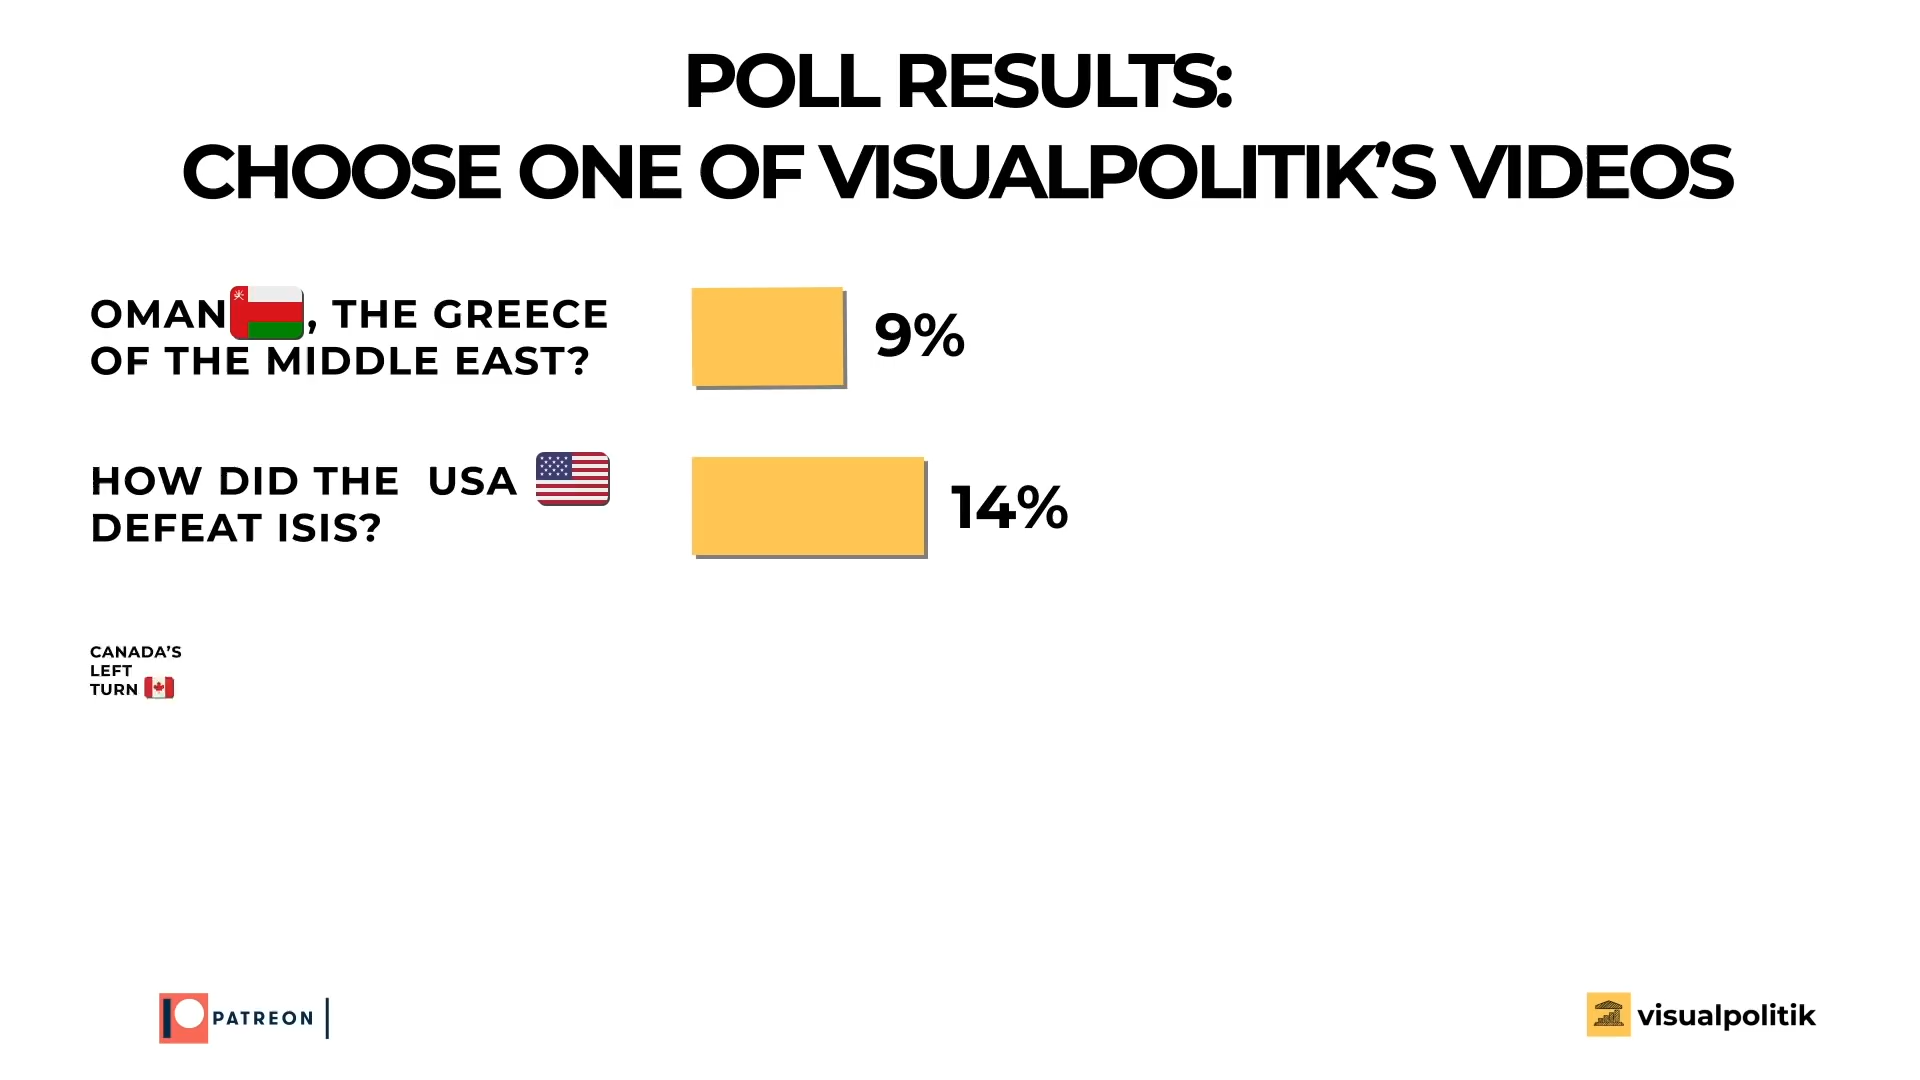 POLL RESULTS:
CHOOSE ONE OF VISUALPOLITIK’S VIDEOS
OMAN, THE GREECE
OF THE MIDDLE EAST?
9%
HOW DID THE USA
DEFEAT ISIS?
14%
CANADA’S
LEFT
TURN
PATREON
visualpolitik